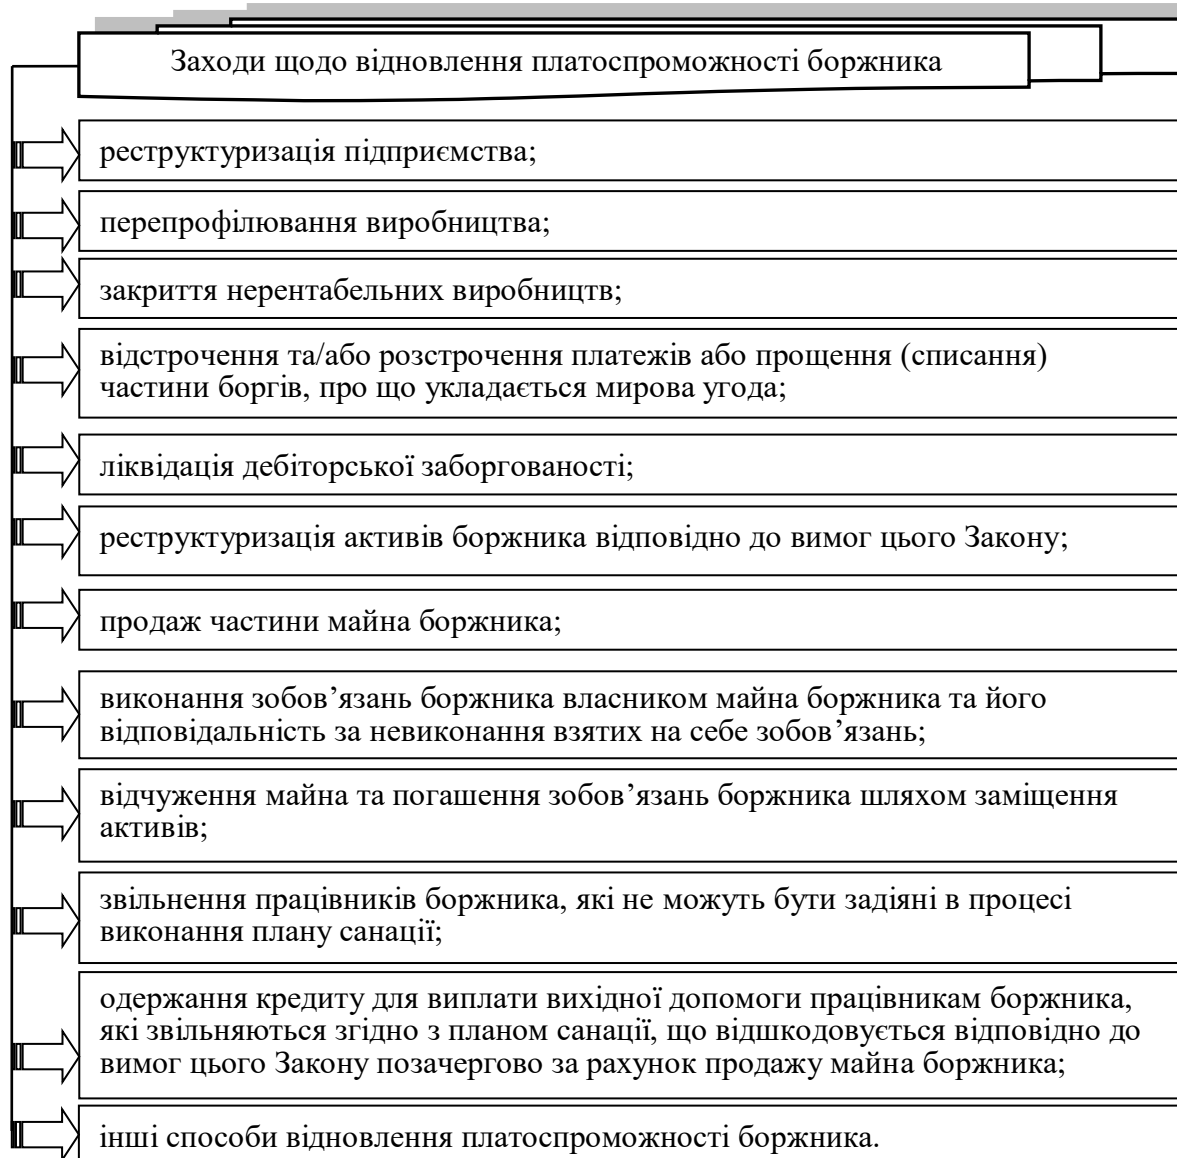 Заходи щодо відновлення платоспроможності боржника
реструктуризація підприємства;
перепрофілювання виробництва;
закриття нерентабельних виробництв;
відстрочення та/або розстрочення платежів або прощення (списання)
частини боргів, про що укладається мирова угода;
ліквідація дебіторської заборгованості;
реструктуризація активів боржника відповідно до вимог цього Закону;
продаж частини майна боржника;
виконання зобов’язань боржника власником майна боржника та його
відповідальність за невиконання взятих на себе зобов’язань;
відчуження майна та погашення зобов’язань боржника шляхом заміщення
активів;
звільнення працівників боржника, які не можуть бути задіяні в процесі
виконання плану санації;
одержання кредиту для виплати вихідної допомоги працівникам боржника,
які звільняються згідно з планом санації, що відшкодовується відповідно до
вимог цього Закону позачергово за рахунок продажу майна боржника;
інші способи відновлення платоспроможності боржника.